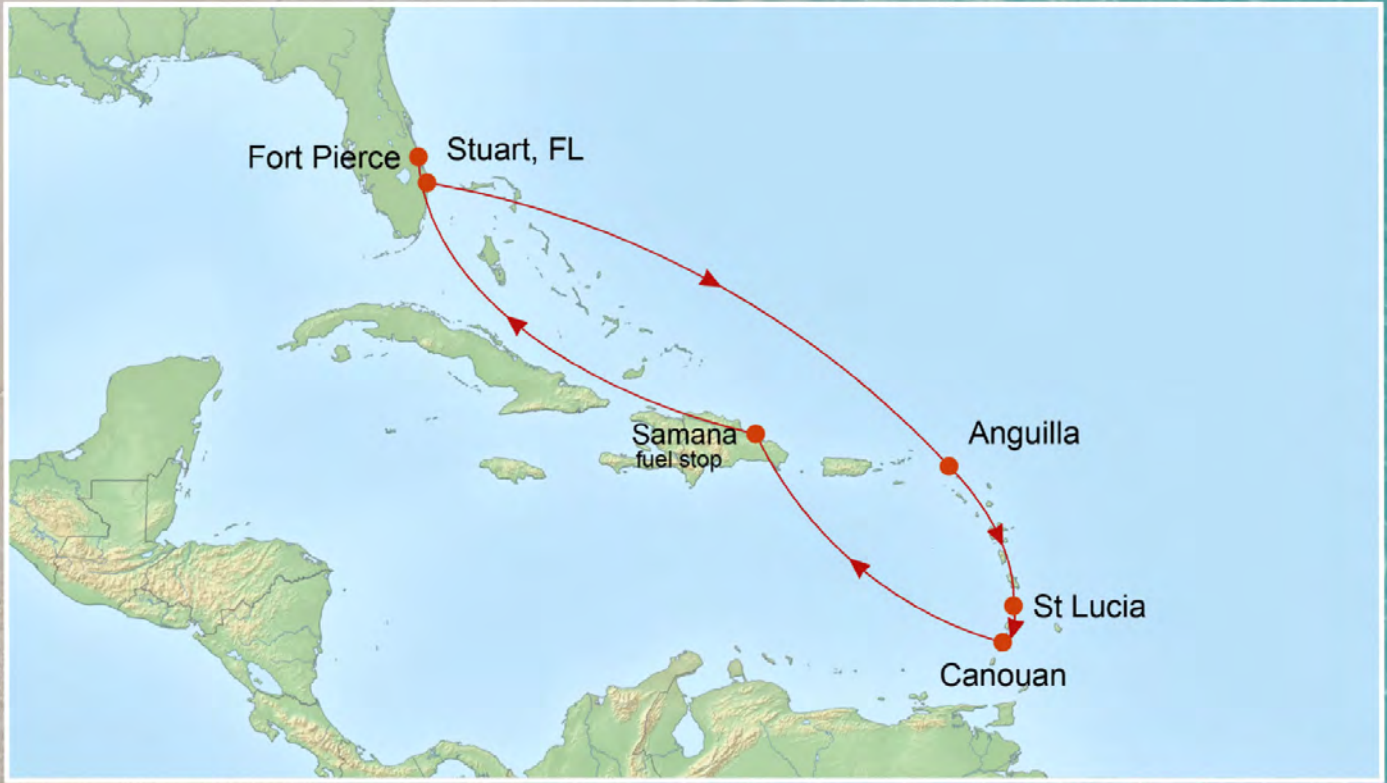 Fort Pierce
Stuart, FL
Samana
fuel stop
Anguilla
St Lucia
Canouan